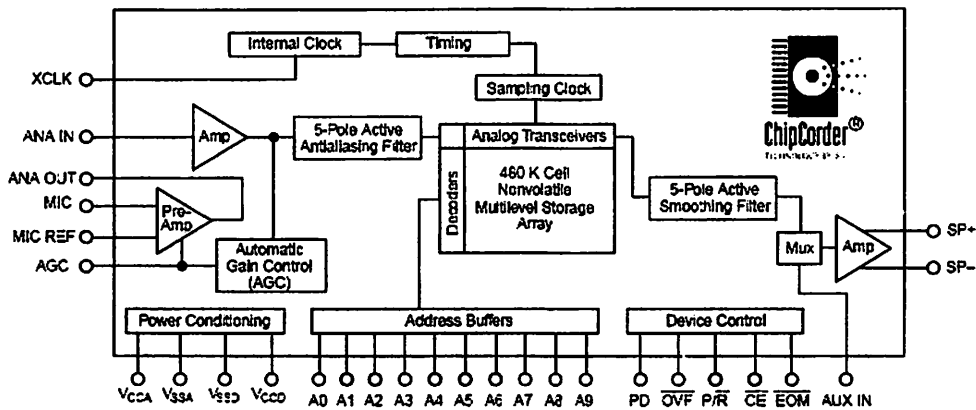 Internal Clock
Timing
XCLK
Sampling Clock
ChipCorder®
ANA IN
Amp
5-Pole Active
Antialiasing Filter
Analog Transceivers
Decoders
480 K Cell
Nonvolatile
Multilevel Storage
Array
ANA OUT
MIC
Pre-
Amp
MIC REF
AGC
Automatic
Gain Control
(AGC)
5-Pole Active
Smoothing Filter
Mux
Amp
SP+
SP–
Power Conditioning
Address Buffers
Device Control
VCCA VSSA VSSD VCCD A0 A1 A2 A3 A4 A5 A6 A7 A8 A9 PD OVF P/R CE EOM AUX IN